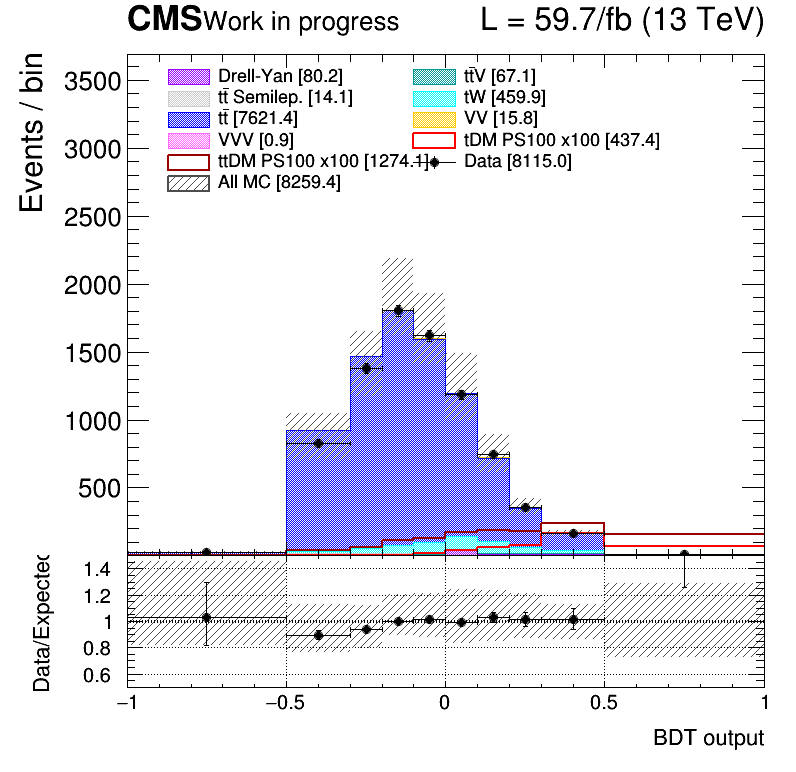 CMS Work in progress L = 59.7/fb (13 TeV)
Events / bin
3500
3000
2500
2000
1500
1000
500
Drell-Yan [80.2] tt̄V [67.1]
tt̄ Semilep. [14.1] tW [459.9]
tt̄ [7621.4] VV [15.8]
VVV [0.9] tDM PS100 x100 [437.4]
ttDM PS100 x100 [1274.1] Data [8115.0]
All MC [8259.4]
Data/Expected
1.4
1.2
1
0.8
0.6
−1 −0.5 0 0.5 1
BDT output